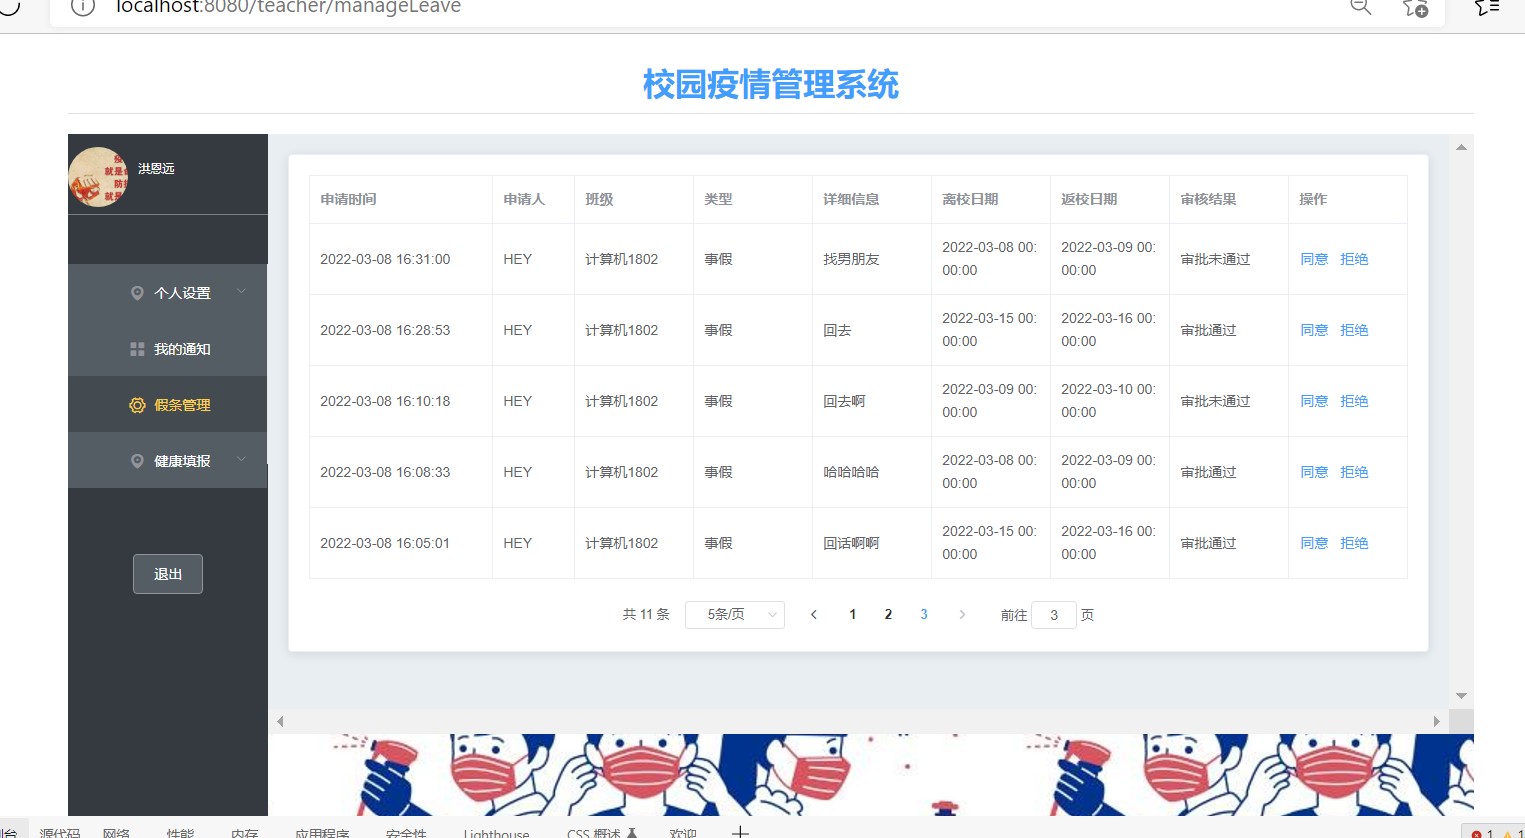 localhost:8080/teacher/manageLeave
校园疫情管理系统
洪恩远
个人设置
我的通知
假条管理
健康填报
退出
申请时间 申请人 班级 类型 详细信息 离校日期 返校日期 审核结果 操作
2022-03-08 16:31:00 HEY 计算机1802 事假 找男朋友 2022-03-08 00:00:00 2022-03-09 00:00:00 审批未通过 同意 拒绝
2022-03-08 16:28:53 HEY 计算机1802 事假 回去 2022-03-15 00:00:00 2022-03-16 00:00:00 审批通过 同意 拒绝
2022-03-08 16:10:18 HEY 计算机1802 事假 回去啊 2022-03-09 00:00:00 2022-03-10 00:00:00 审批未通过 同意 拒绝
2022-03-08 16:08:33 HEY 计算机1802 事假 哈哈哈哈 2022-03-08 00:00:00 2022-03-09 00:00:00 审批通过 同意 拒绝
2022-03-08 16:05:01 HEY 计算机1802 事假 回话啊啊 2022-03-15 00:00:00 2022-03-16 00:00:00 审批通过 同意 拒绝
共 11 条 5条/页 1 2 3 前往 3 页
源代码 网络 性能 内存 应用程序 安全性 Lighthouse CSS 概述 欢迎 1